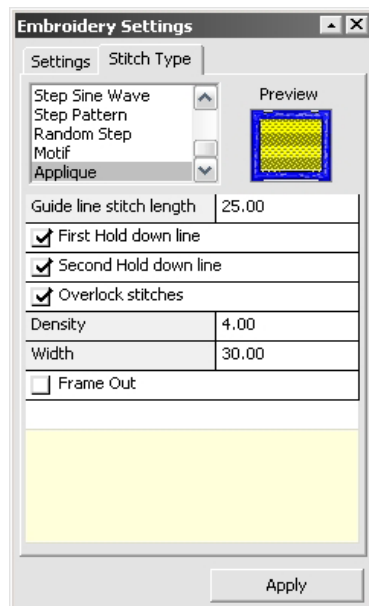 Embroidery Settings
Settings Stitch Type
Step Sine Wave
Step Pattern
Random Step
Motif
Applique
Preview
Guide line stitch length 25.00
First Hold down line
Second Hold down line
Overlock stitches
Density 4.00
Width 30.00
Frame Out
Apply